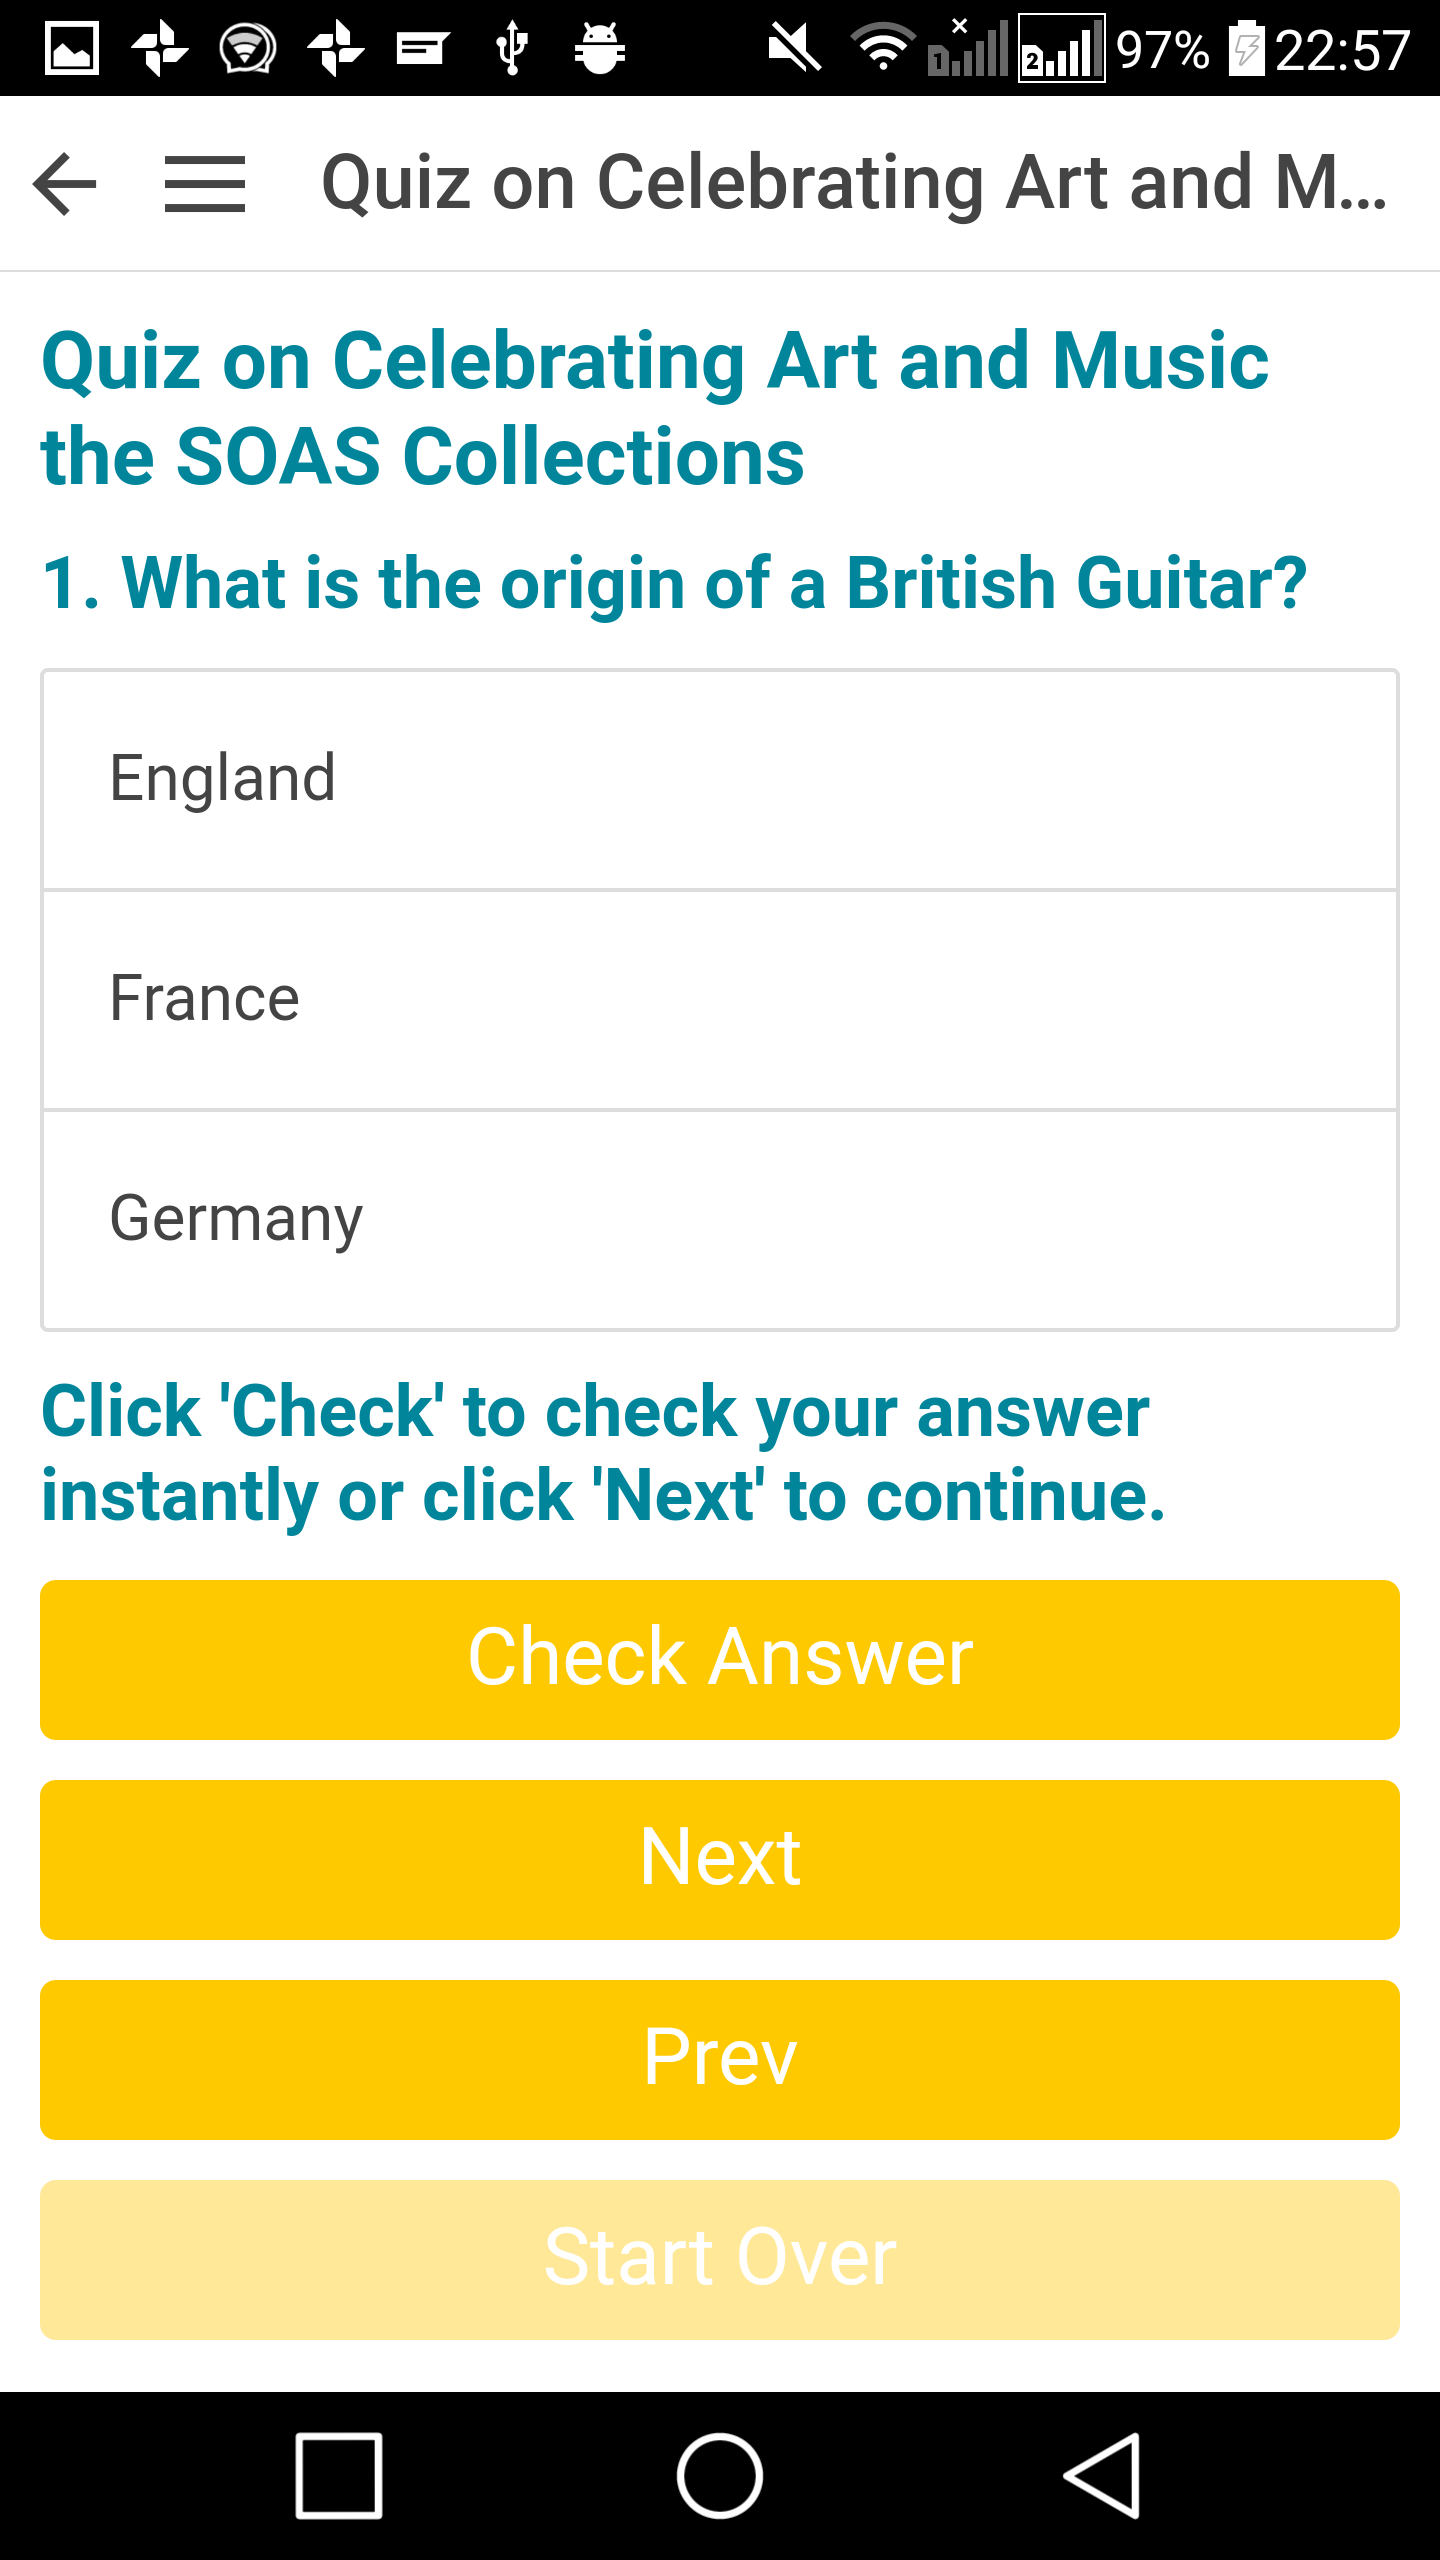 97% 22:57
Quiz on Celebrating Art and M...
Quiz on Celebrating Art and Music
the SOAS Collections
1. What is the origin of a British Guitar?
England
France
Germany
Click 'Check' to check your answer
instantly or click 'Next' to continue.
Check Answer
Next
Prev
Start Over